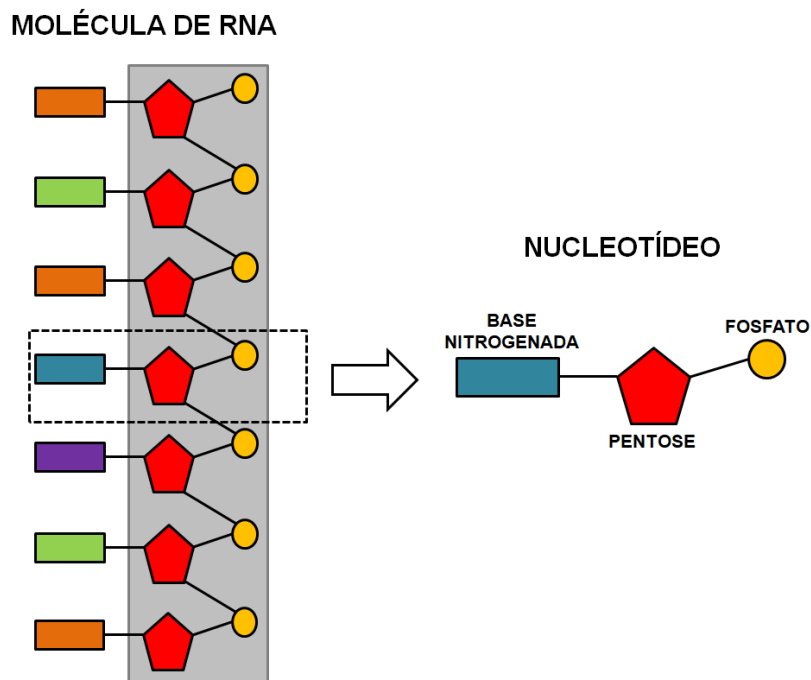 MOLÉCULA DE RNA
NUCLEOTÍDEO
BASE
NITROGENADA
FOSFATO
PENTOSE